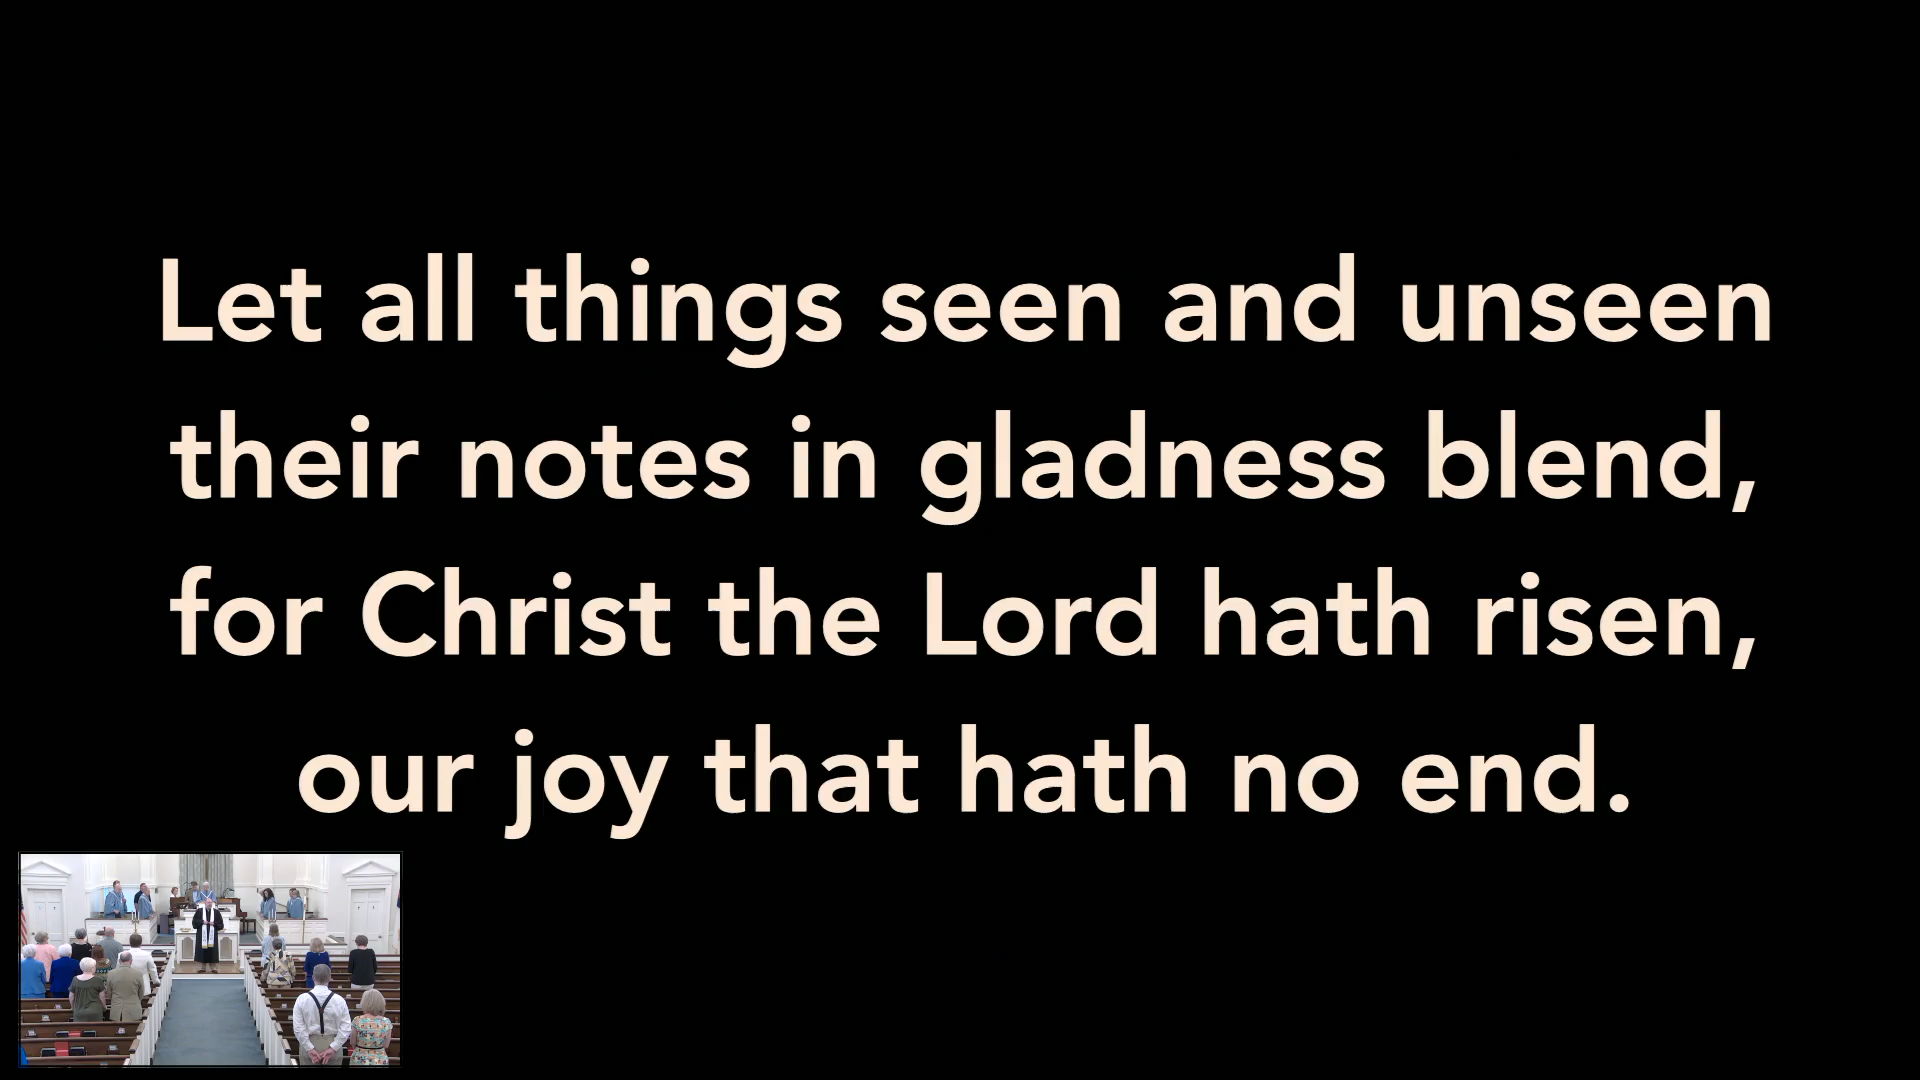 Let all things seen and unseen
their notes in gladness blend,
for Christ the Lord hath risen,
our joy that hath no end.